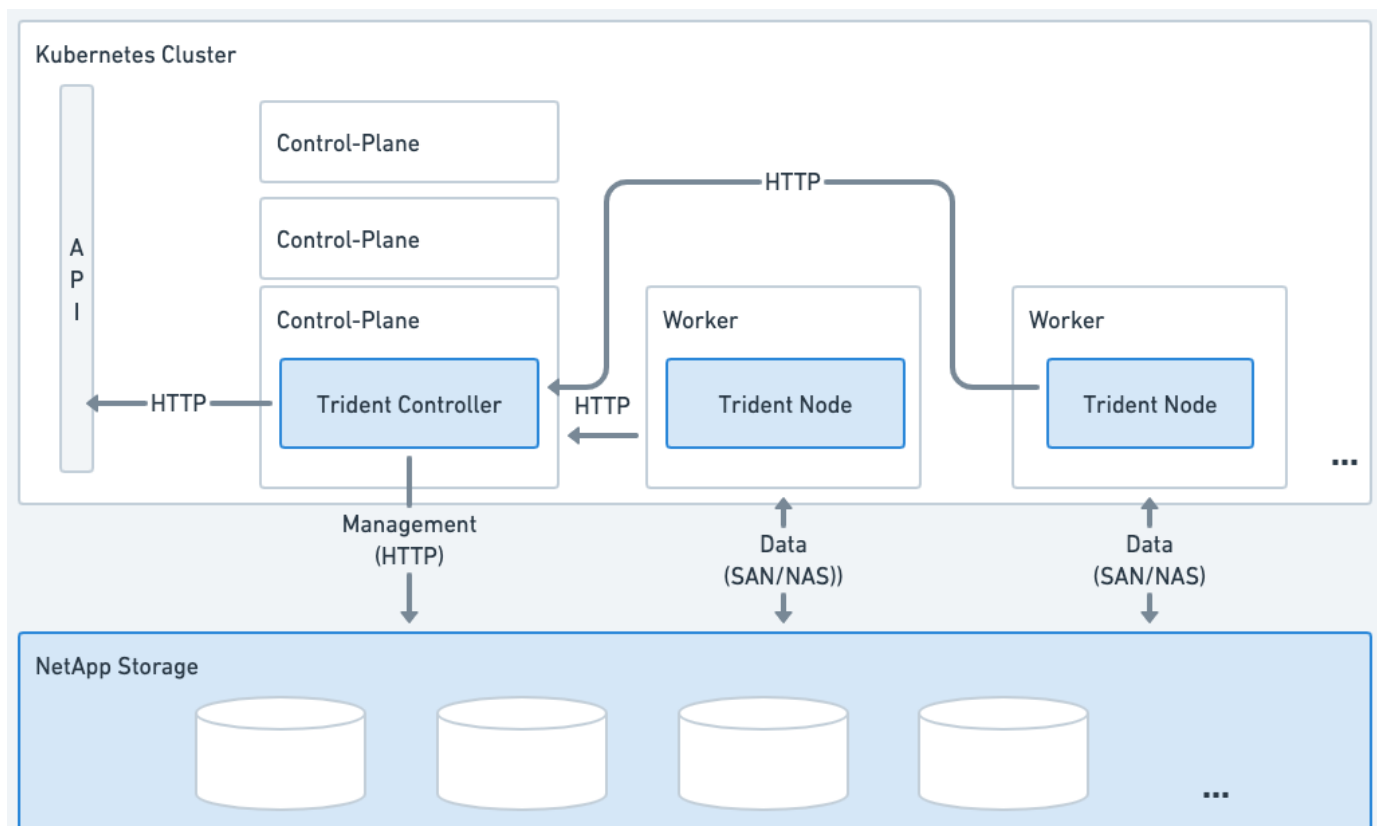 Kubernetes Cluster
Control-Plane
HTTP
Control-Plane
A
P
I
Control-Plane
Worker
Worker
HTTP
Trident Controller
HTTP
Trident Node
Trident Node
...
Management
(HTTP)
Data
(SAN/NAS))
Data
(SAN/NAS)
NetApp Storage
...